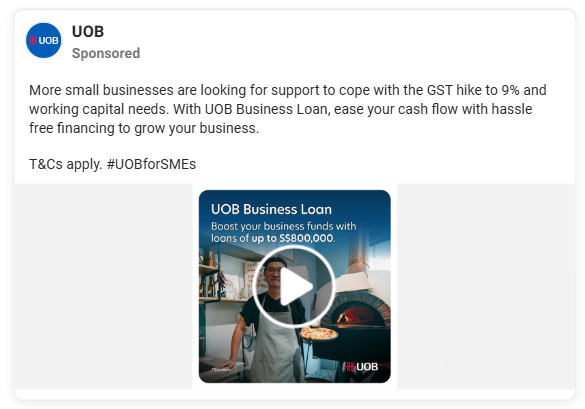 UOB
UOB
Sponsored
More small businesses are looking for support to cope with the GST hike to 9% and
working capital needs. With UOB Business Loan, ease your cash flow with hassle
free financing to grow your business.
T&Cs apply. #UOBforSMEs
UOB Business Loan
Boost your business funds with
loans of up to S$800,000.
T&Cs apply
UOB